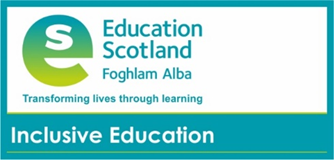 Education
Scotland
Foghlam Alba
Transforming lives through learning
Inclusive Education